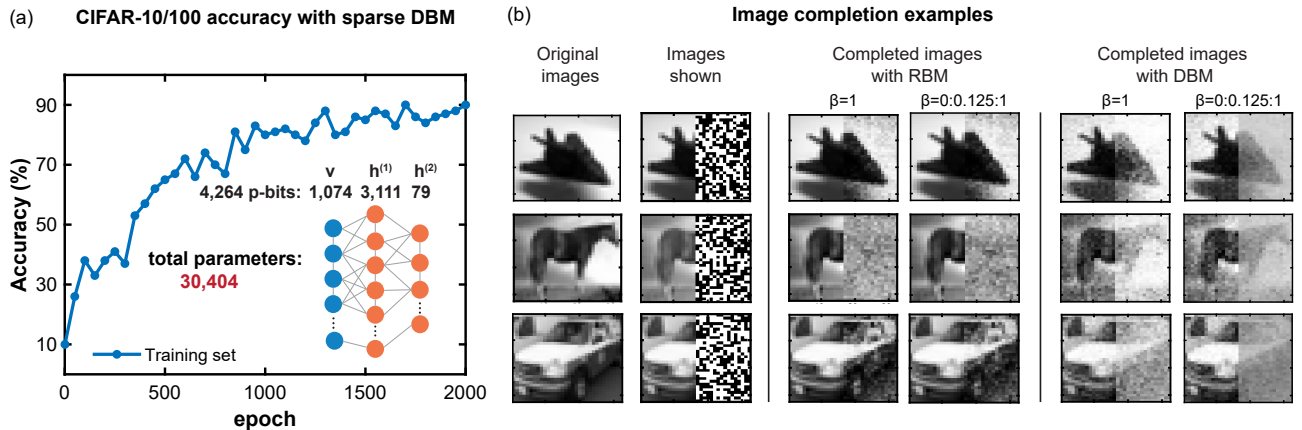 (a) CIFAR-10/100 accuracy with sparse DBM
90
70
50
30
10
Accuracy (%)
v h⁽¹⁾ h⁽²⁾
4,264 p-bits: 1,074 3,111 79
total parameters:
30,404
Training set
0 500 1000 1500 2000
epoch
(b) Image completion examples
Original
images
Images
shown
Completed images
with RBM
Completed images
with DBM
β=1 β=0:0.125:1 β=1 β=0:0.125:1